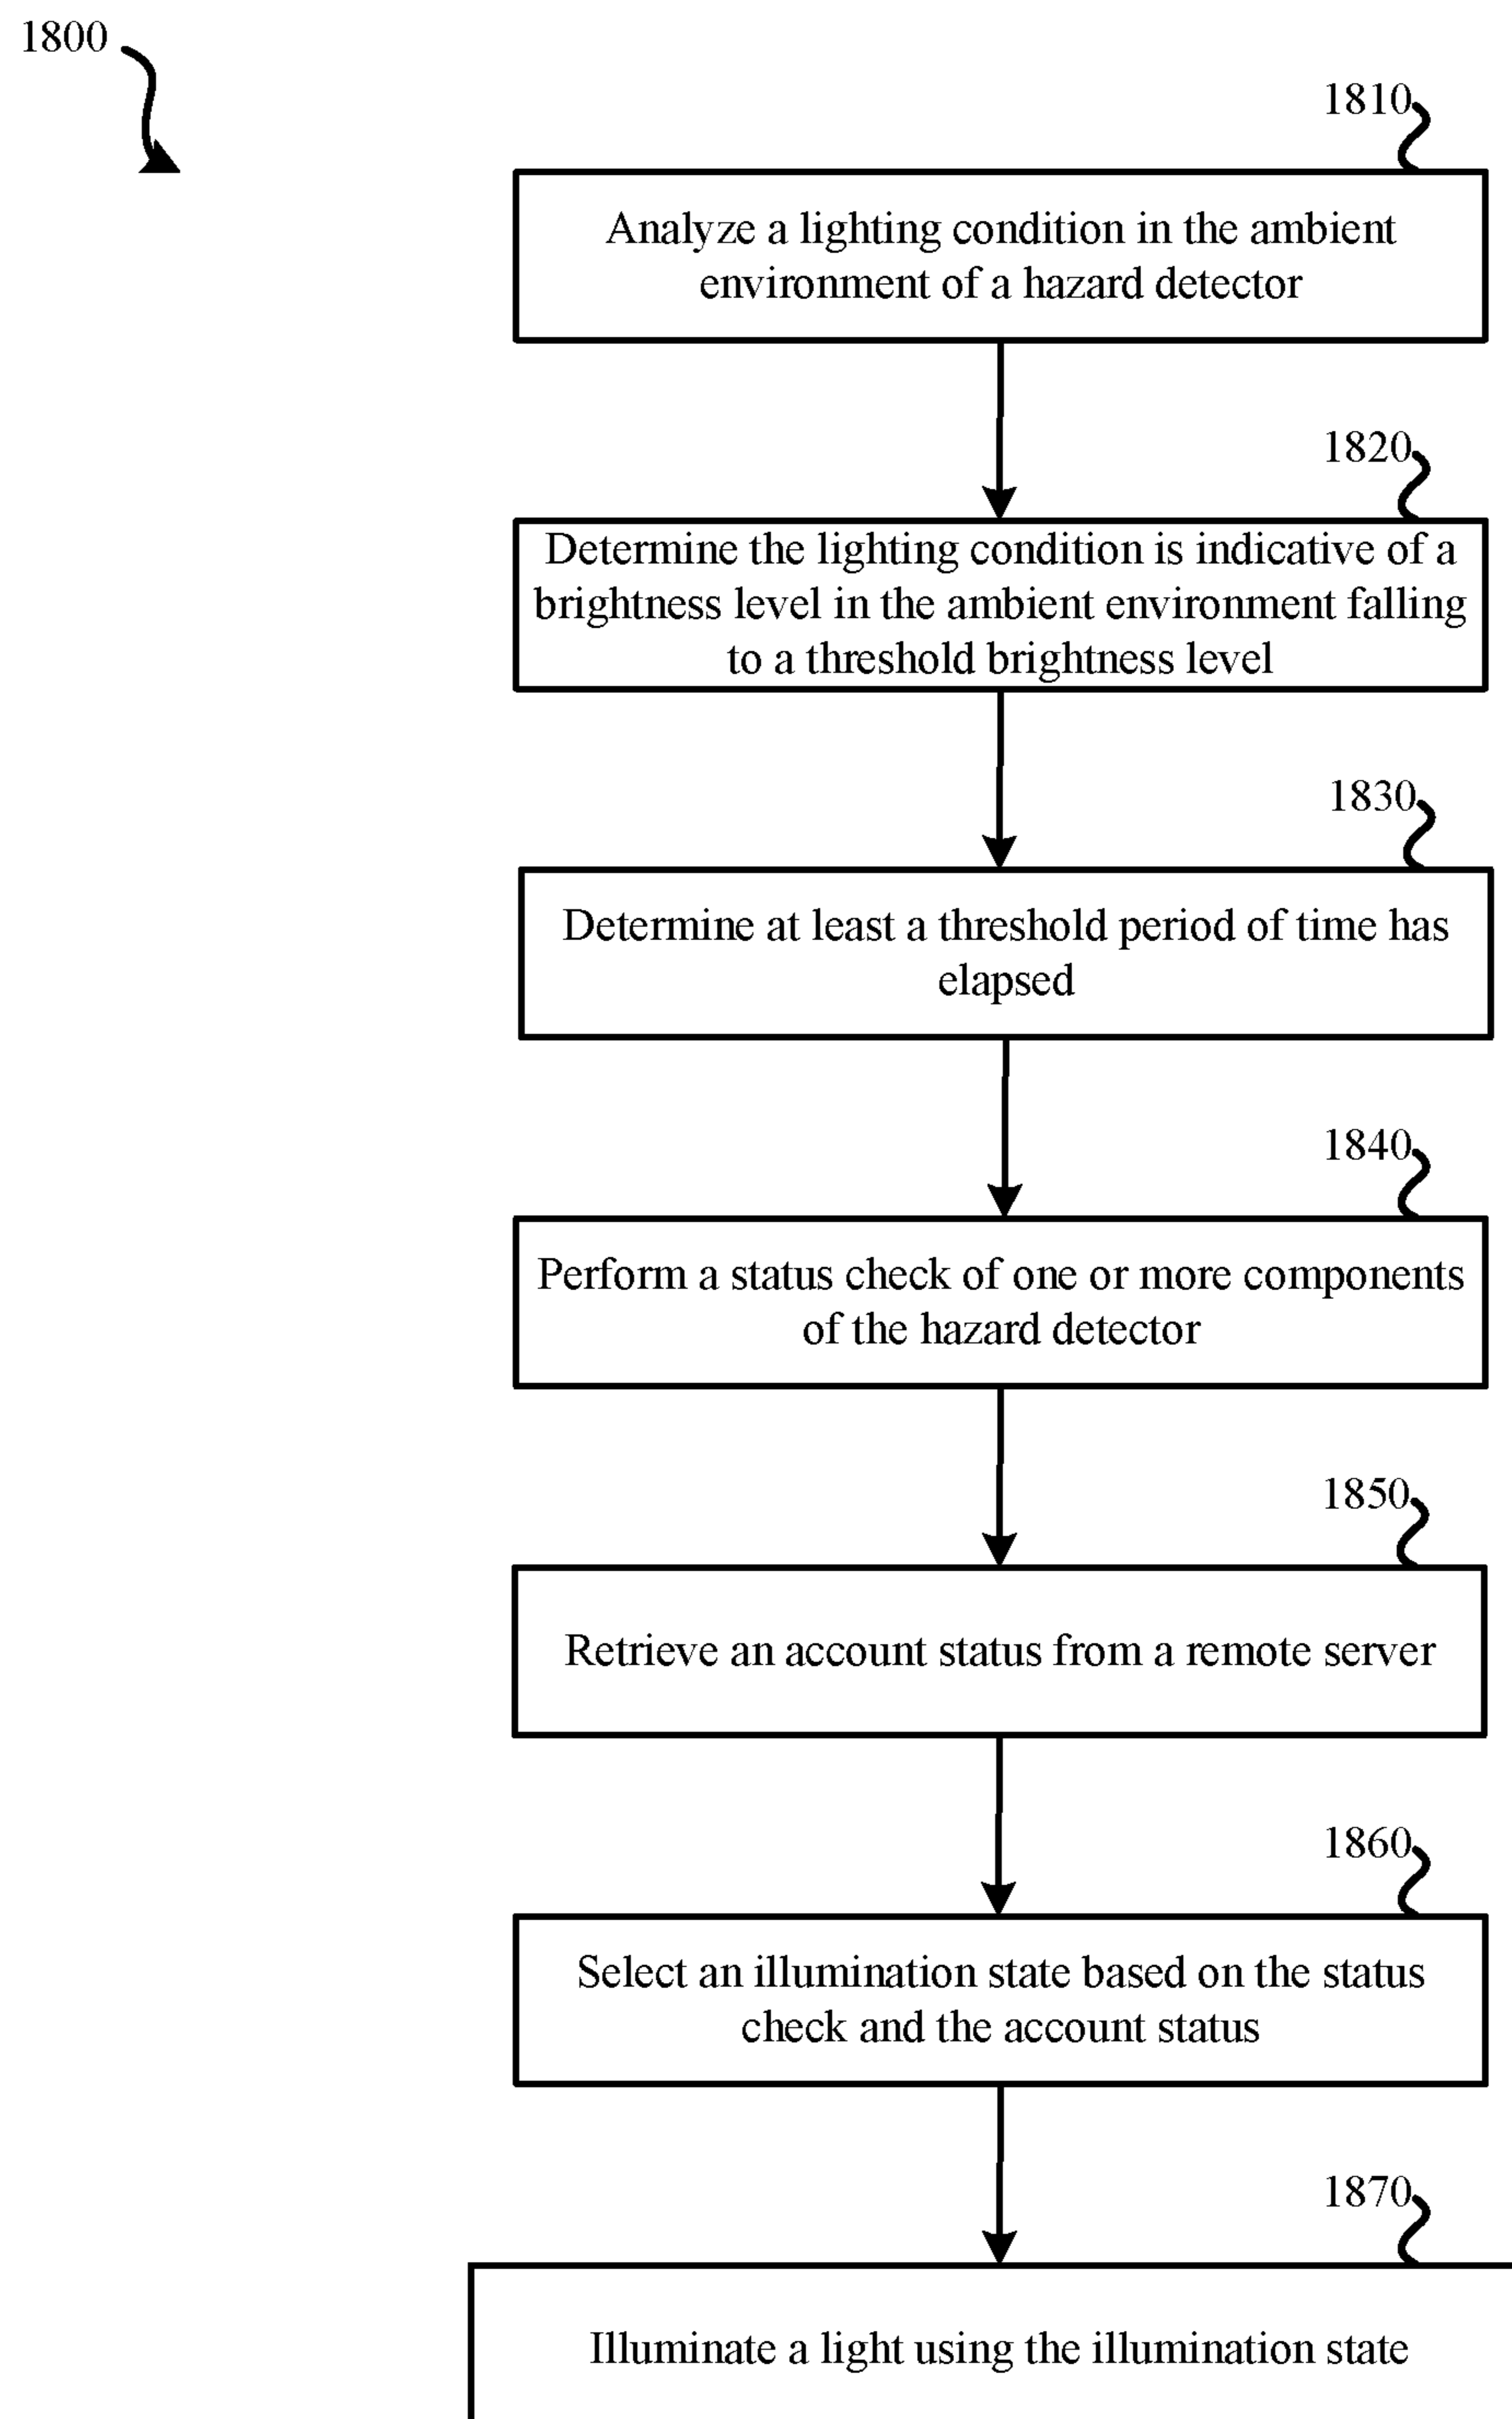 1800
1810
Analyze a lighting condition in the ambient
environment of a hazard detector
1820
Determine the lighting condition is indicative of a
brightness level in the ambient environment falling
to a threshold brightness level
1830
Determine at least a threshold period of time has
elapsed
1840
Perform a status check of one or more components
of the hazard detector
1850
Retrieve an account status from a remote server
1860
Select an illumination state based on the status
check and the account status
1870
Illuminate a light using the illumination state